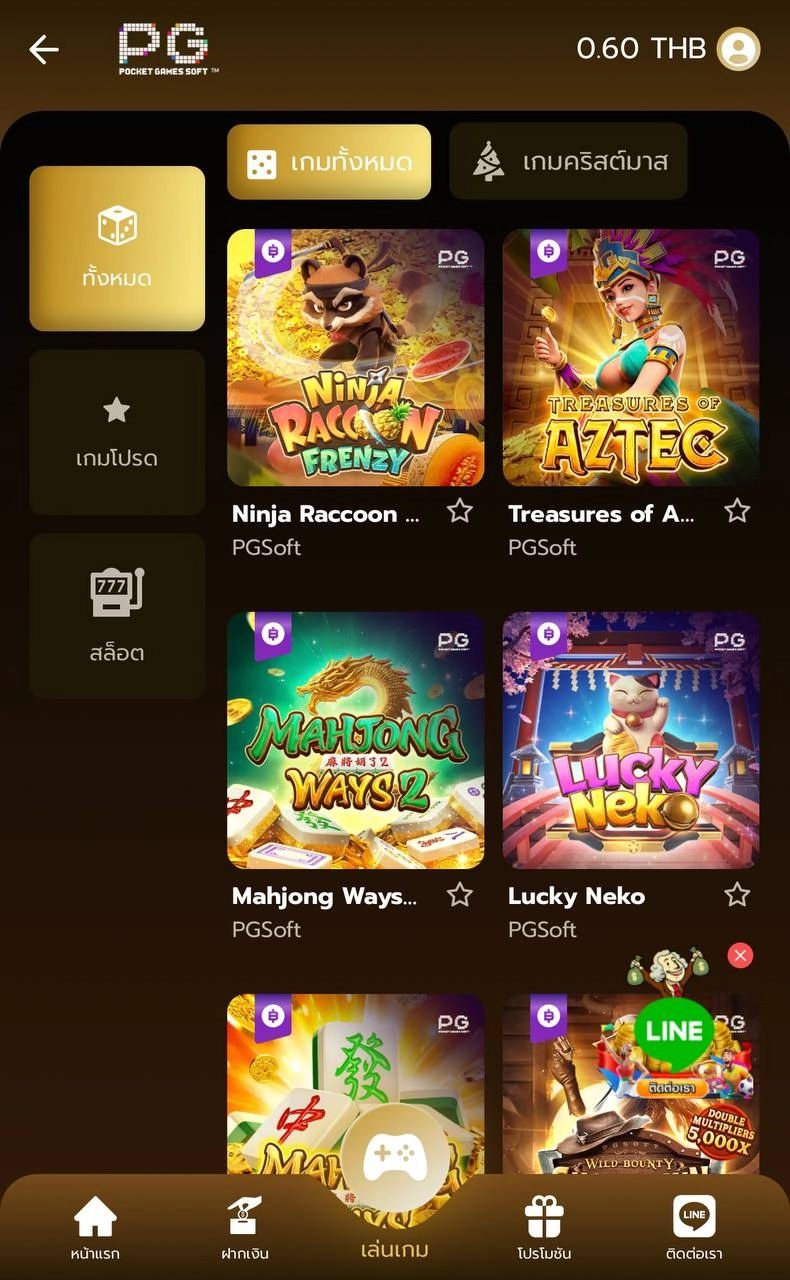 PG
POCKET GAMES SOFT ™
0.60 THB
เกมทั้งหมด
เกมคริสต์มาส
ทั้งหมด
เกมโปรด
777
สล็อต
PG
NINJA
RACCOON
FRENZY
Ninja Raccoon ...
PGSoft
PG
TREASURES OF
AZTEC
Treasures of A...
PGSoft
PG
MAHJONG
麻將胡了2
WAYS 2
Mahjong Ways...
PGSoft
PG
LUCKY
Neko
Lucky Neko
PGSoft
PG
發
中
MAH
將
PG
LINE
ติดต่อเรา
DOUBLE
MULTIPLIERS
5,000X
PGSOFT
WILD BOUNTY
หน้าแรก
ฝากเงิน
เล่นเกม
โปรโมชัน
LINE
ติดต่อเรา